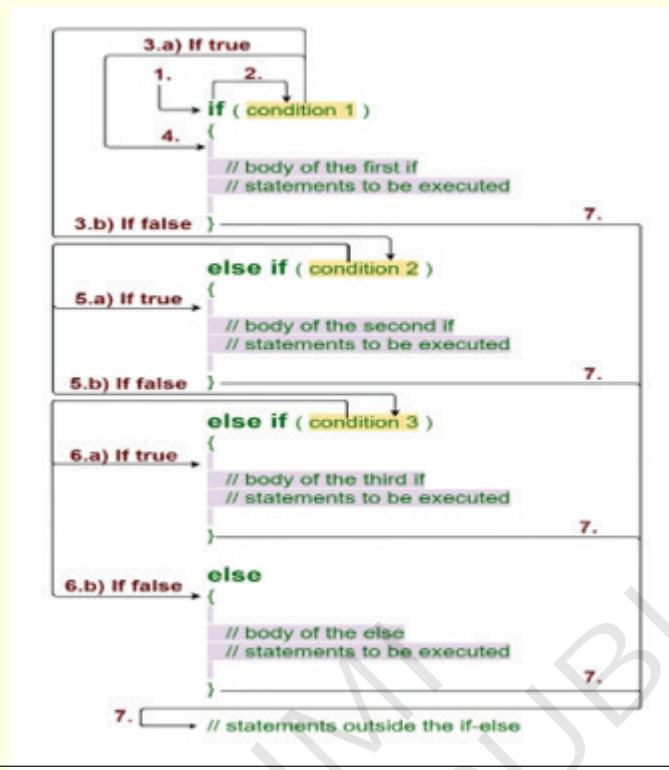 3.a) If true
1. 2.
if ( condition 1 )
4. {
// body of the first if
// statements to be executed
3.b) If false } 7.
else if ( condition 2 )
{
5.a) If true
// body of the second if
// statements to be executed
5.b) If false } 7.
else if ( condition 3 )
{
6.a) If true
// body of the third if
// statements to be executed
} 7.
else
6.b) If false {
// body of the else
// statements to be executed
} 7.
7. // statements outside the if-else